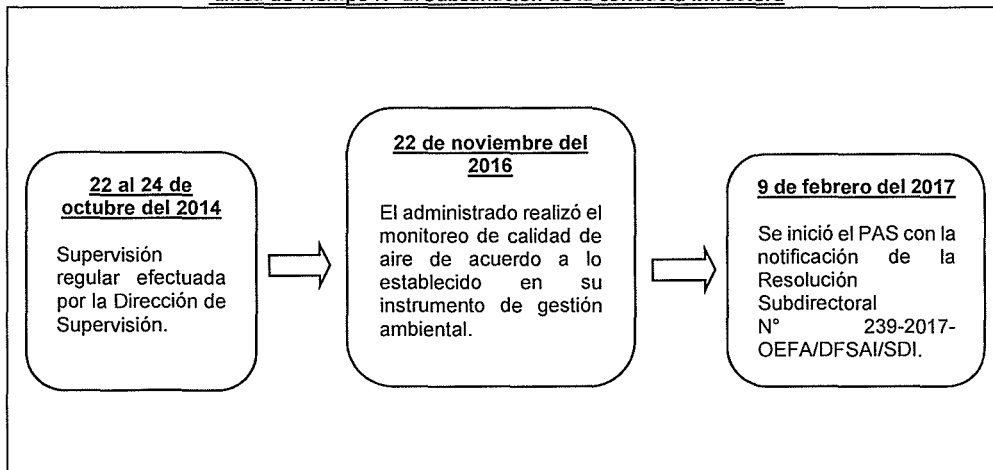 22 al 24 de
octubre del 2014
Supervisión
regular efectuada
por la Dirección de
Supervisión.
22 de noviembre del
2016
El administrado realizó el
monitoreo de calidad de
aire de acuerdo a lo
establecido en su
instrumento de gestión
ambiental.
9 de febrero del 2017
Se inició el PAS con la
notificación de la
Resolución
Subdirectoral
N° 239-2017-
OEFA/DFSAI/SDI.